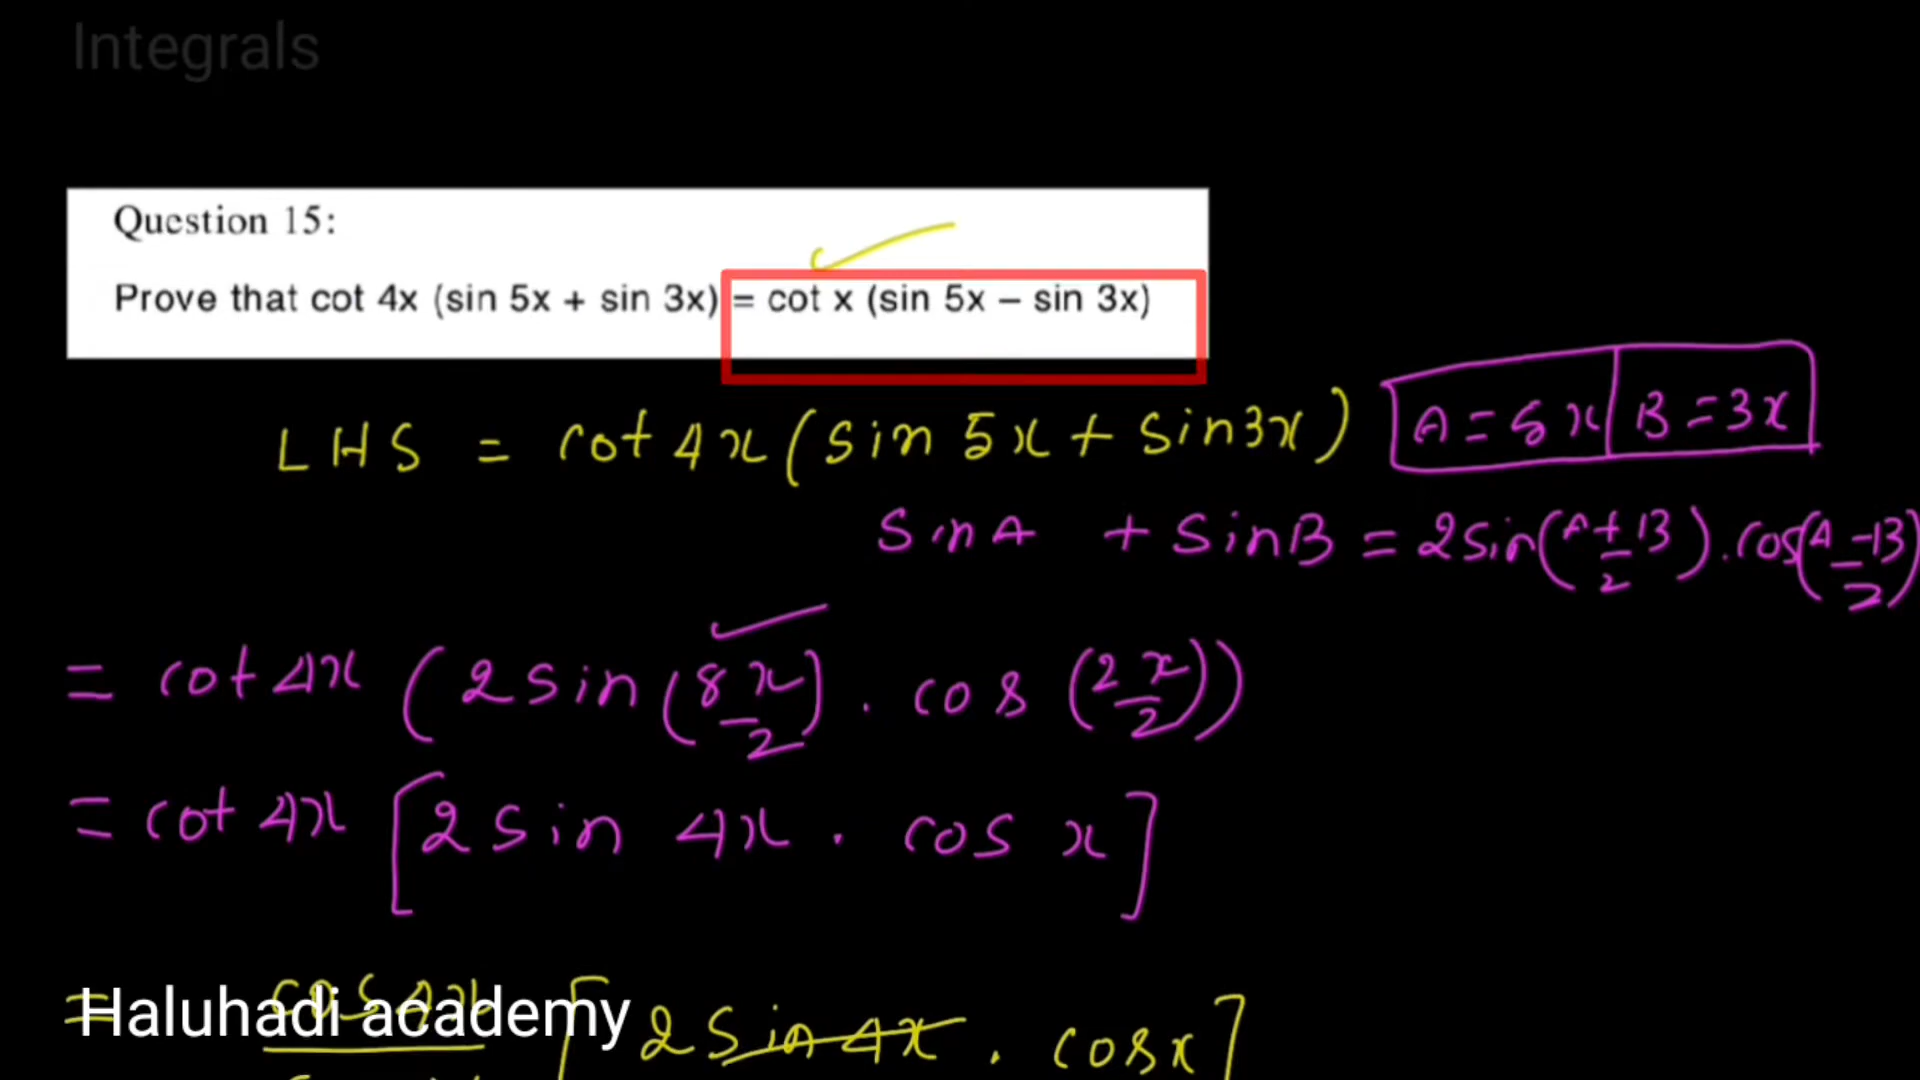 Integrals
Question 15:
Prove that cot 4x (sin 5x + sin 3x) = cot x (sin 5x – sin 3x)
LHS = cot 4x (sin 5x + sin 3x) A = 5x B = 3x
sin A + sin B = 2 sin(A+B/2) . cos(A-B/2)
= cot 4x (2 sin (8x/2) . cos (2x/2))
= cot 4x [2 sin 4x . cos x]
= cos 4x [2 sin 4x . cos x]
Haluhadi academy